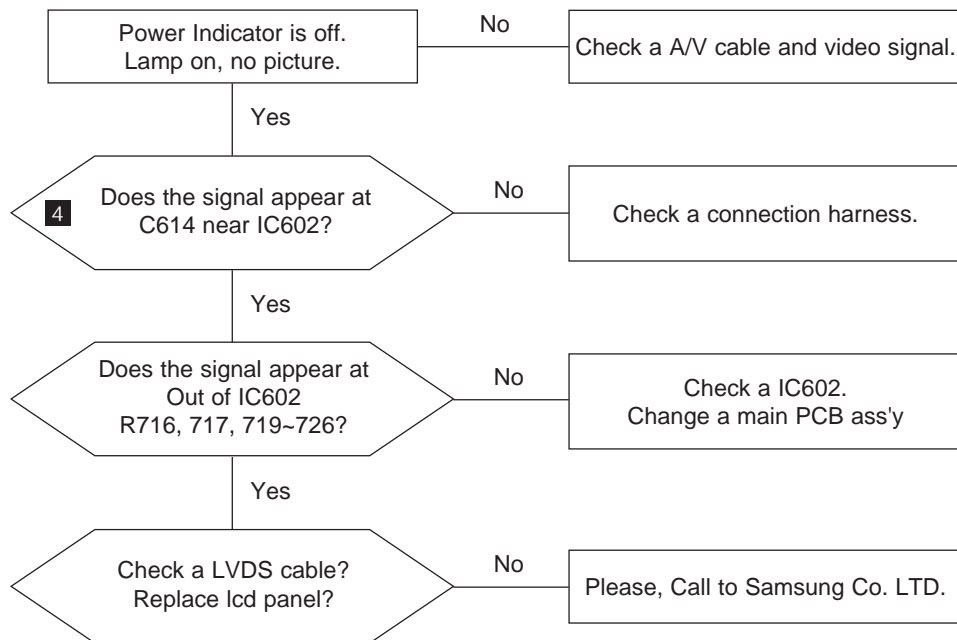 Power Indicator is off.
Lamp on, no picture.
No
Check a A/V cable and video signal.
Yes
4
Does the signal appear at
C614 near IC602?
No
Check a connection harness.
Yes
Does the signal appear at
Out of IC602
R716, 717, 719~726?
No
Check a IC602.
Change a main PCB ass'y
Yes
Check a LVDS cable?
Replace lcd panel?
No
Please, Call to Samsung Co. LTD.